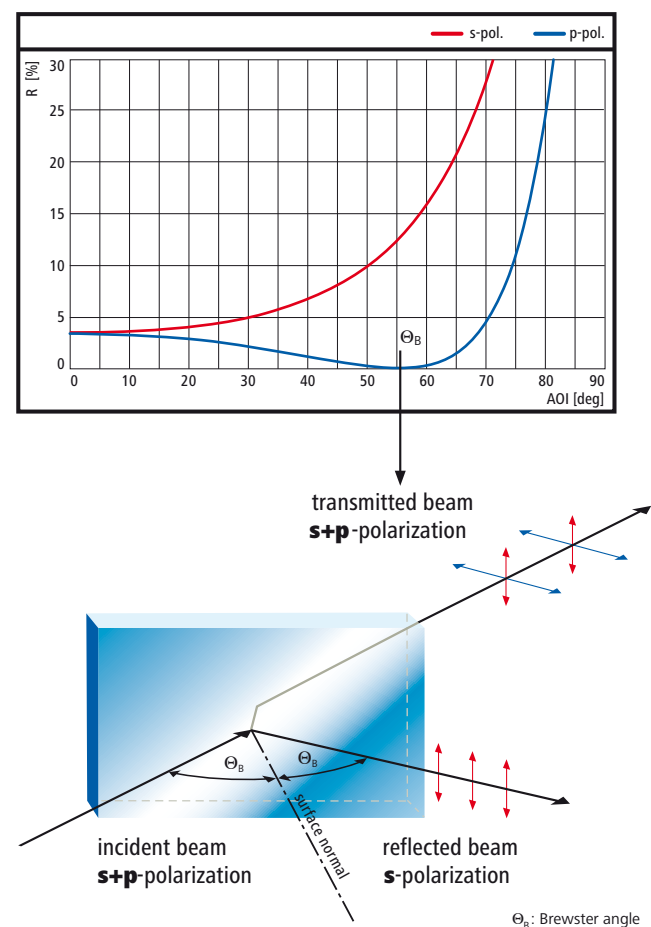 s-pol. p-pol.
R [%]
30
25
20
15
10
5
0
0 10 20 30 40 50 60 70 80 90
AOI [deg]
ΘB
transmitted beam
s+p-polarization
ΘB ΘB
surface normal
incident beam
s+p-polarization
reflected beam
s-polarization
ΘB: Brewster angle